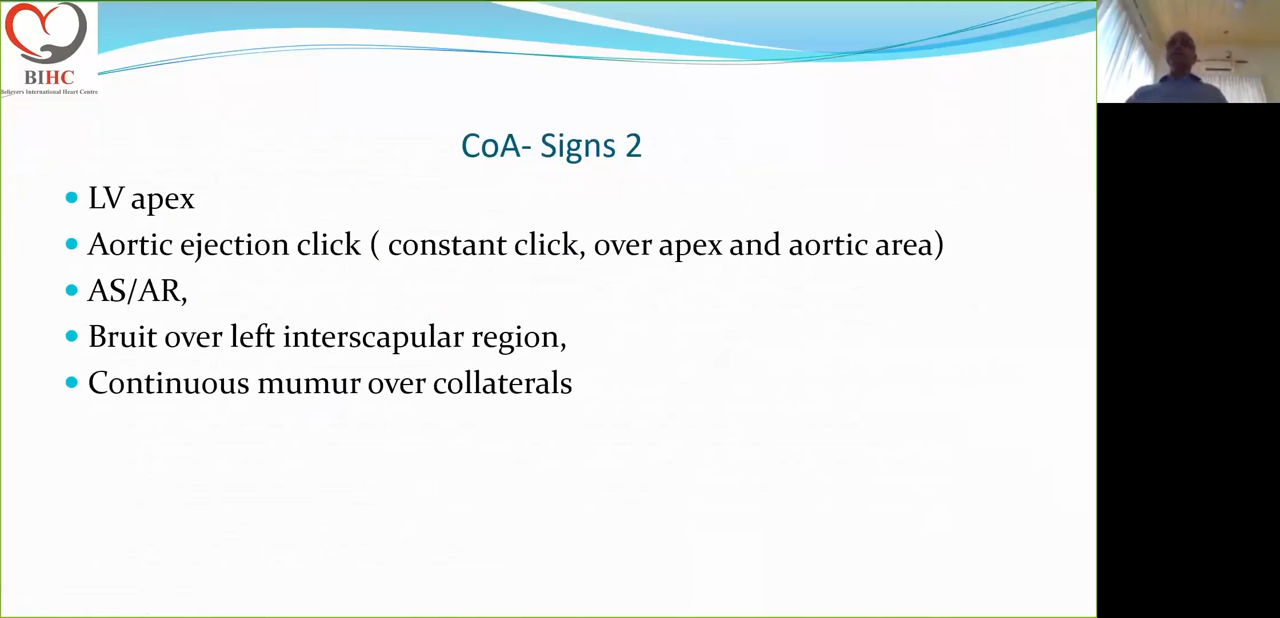 BIHC
Believers International Heart Centre
CoA- Signs 2
LV apex
Aortic ejection click ( constant click, over apex and aortic area)
AS/AR,
Bruit over left interscapular region,
Continuous mumur over collaterals